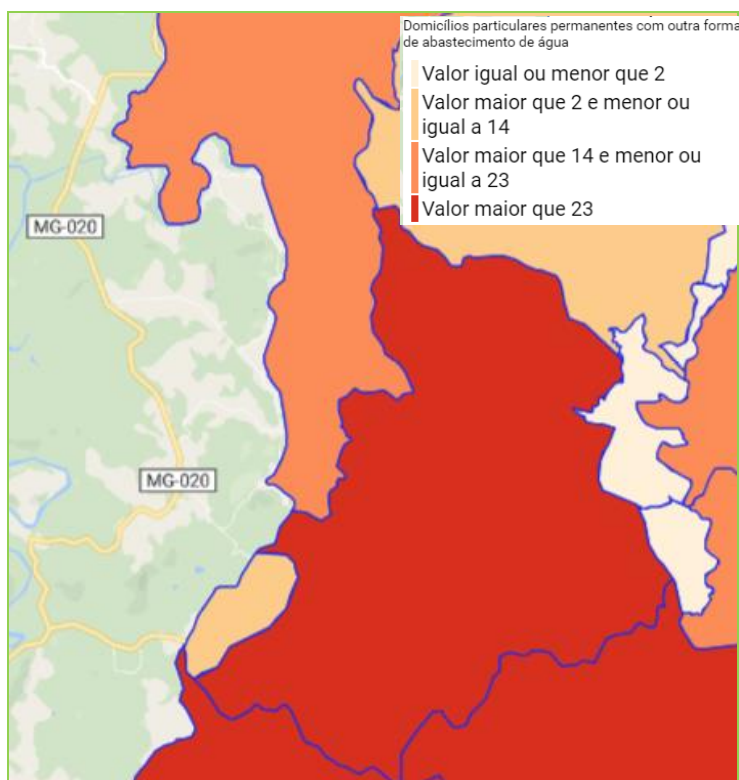 Domicílios particulares permanentes com outra forma
de abastecimento de água
Valor igual ou menor que 2
Valor maior que 2 e menor ou
igual a 14
Valor maior que 14 e menor ou
igual a 23
Valor maior que 23
MG-020
MG-020